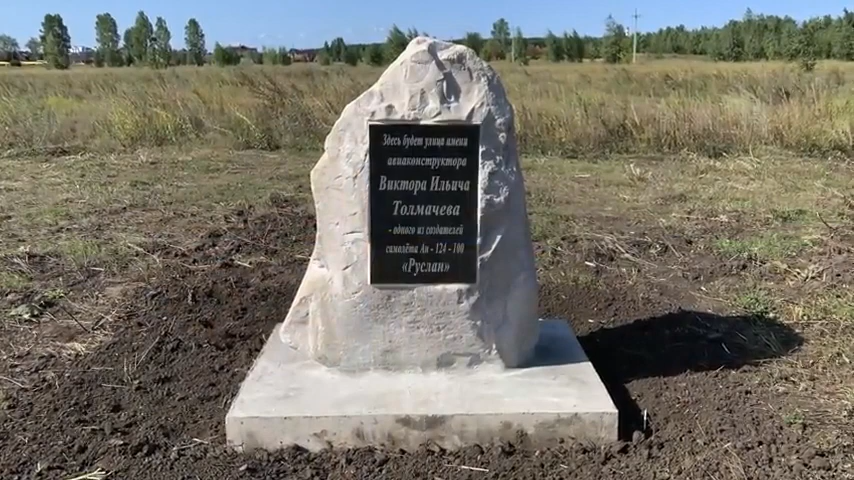 Здесь будет улица имени
авиаконструктора
Виктора Ильича
Толмачева
- одного из создателей
самолёта Ан - 124 - 100
«Руслан»